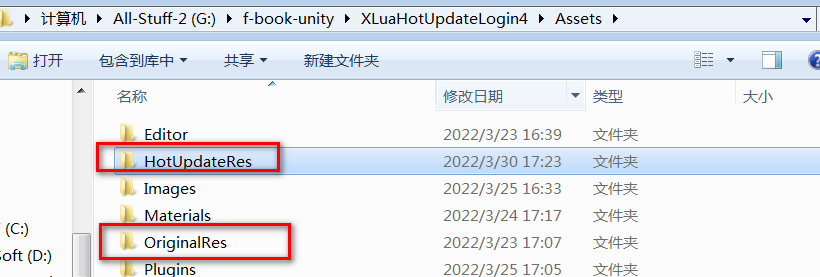 计算机 ▸ All-Stuff-2 (G:) ▸ f-book-unity ▸ XLuaHotUpdateLogin4 ▸ Assets ▸
打开 包含到库中 共享 新建文件夹
名称 修改日期 类型 大小
Editor 2022/3/23 16:39 文件夹
HotUpdateRes 2022/3/30 17:23 文件夹
Images 2022/3/25 16:33 文件夹
Materials 2022/3/24 17:17 文件夹
(C:) OriginalRes 2022/3/23 17:07 文件夹
soft (D:) Plugins 2022/3/25 17:05 文件夹